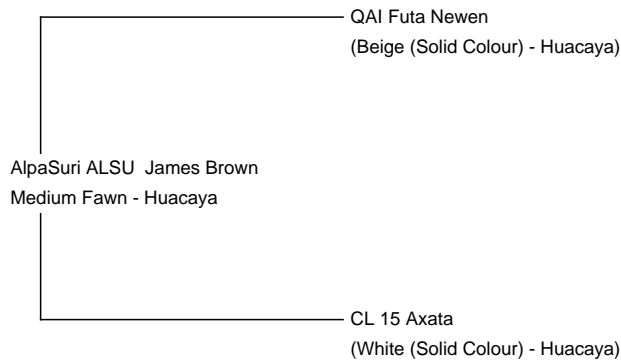 QAI Futa Newen
(Beige (Solid Colour) - Huacaya)
AlpaSuri ALSU  James Brown
Medium Fawn - Huacaya
CL 15 Axata
(White (Solid Colour) - Huacaya)